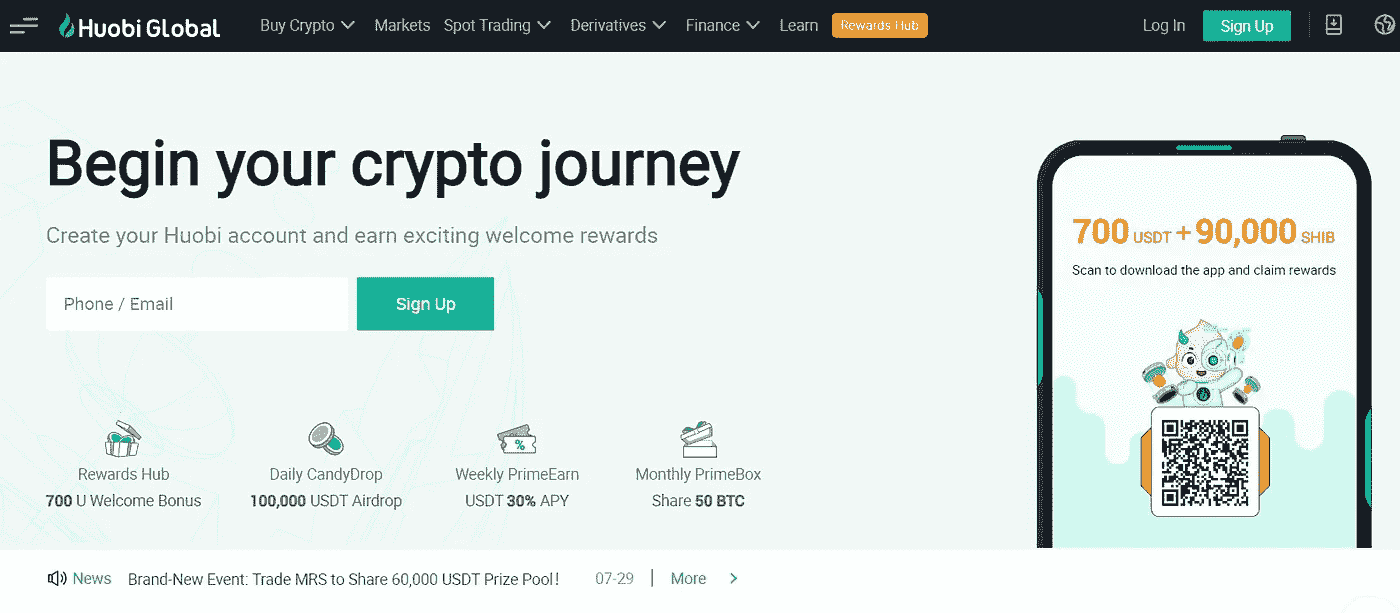 Huobi Global Buy Crypto Markets Spot Trading Derivatives Finance Learn Rewards Hub Log In Sign Up
Begin your crypto journey
Create your Huobi account and earn exciting welcome rewards
Phone / Email Sign Up
700 USDT + 90,000 SHIB
Scan to download the app and claim rewards
Rewards Hub Daily CandyDrop Weekly PrimeEarn Monthly PrimeBox
700 U Welcome Bonus 100,000 USDT Airdrop USDT 30% APY Share 50 BTC
%
News Brand-New Event: Trade MRS to Share 60,000 USDT Prize Pool! 07-29 | More >